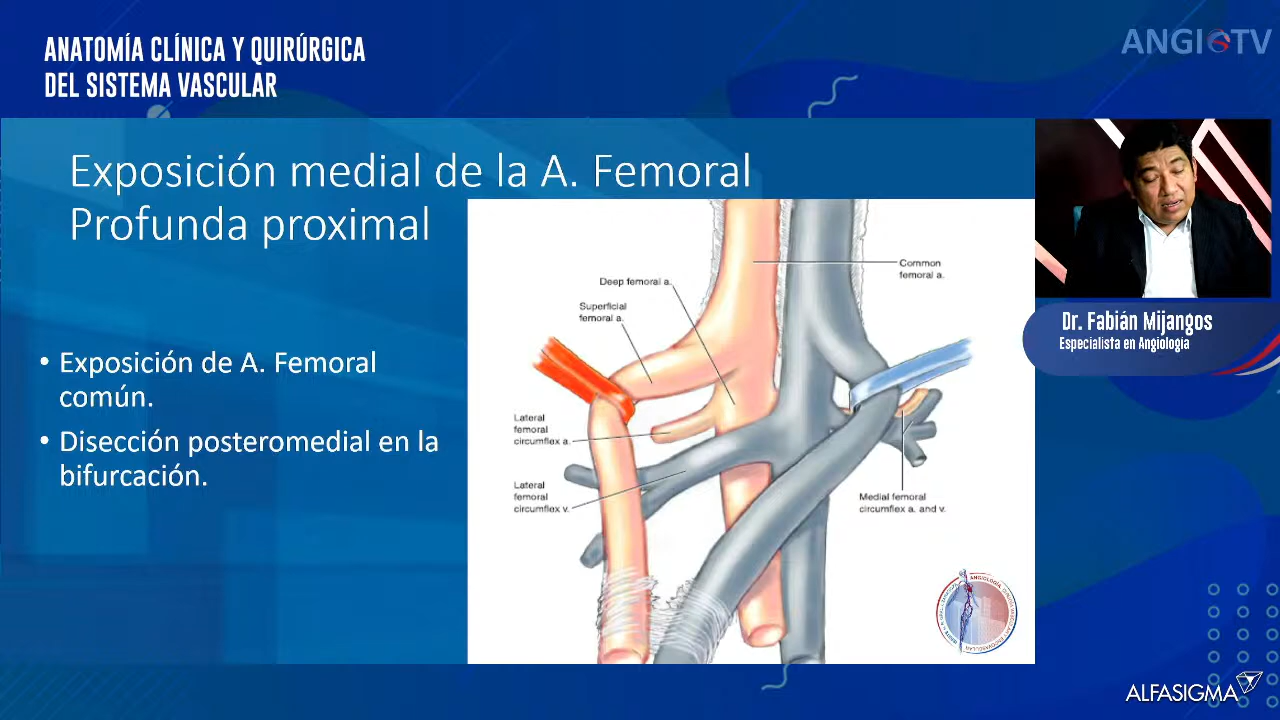 ANATOMÍA CLÍNICA Y QUIRÚRGICA
DEL SISTEMA VASCULAR
ANGIOTV
Exposición medial de la A. Femoral
Profunda proximal
• Exposición de A. Femoral
común.
• Disección posteromedial en la
bifurcación.
Common
femoral a.
Deep femoral a.
Superficial
femoral a.
Lateral
femoral
circumflex a.
Lateral
femoral
circumflex v.
Medial femoral
circumflex a. and v.
Dr. Fabián Mijangos
Especialista en Angiología
ANGIOLOGÍA
ALFASIGMA